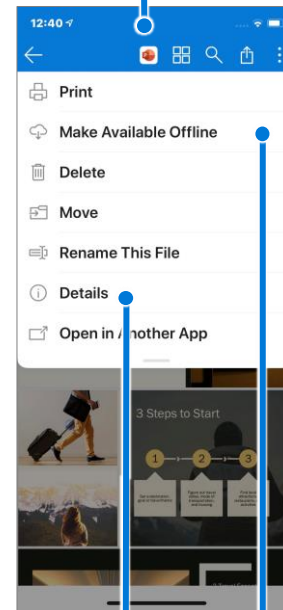 12:40
Print
Make Available Offline
Delete
Move
Rename This File
Details
Open in Another App
3 Steps to Start
1
2
3